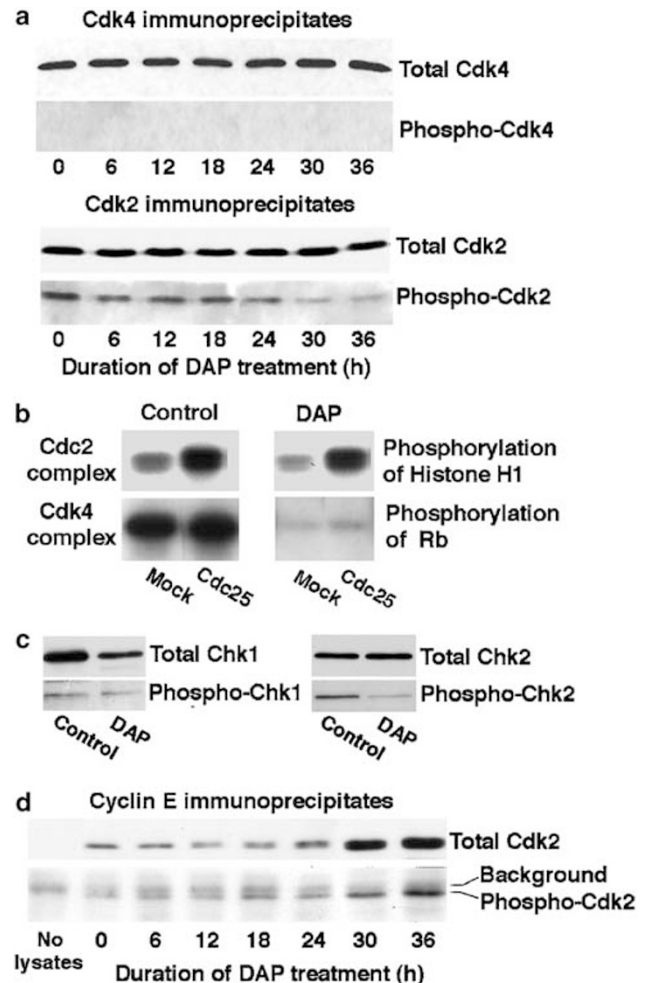 a
Cdk4 immunoprecipitates
Total Cdk4
Phospho-Cdk4
0 6 12 18 24 30 36
Cdk2 immunoprecipitates
Total Cdk2
Phospho-Cdk2
0 6 12 18 24 30 36
Duration of DAP treatment (h)
b
Control DAP
Cdc2 complex
Phosphorylation of Histone H1
Cdk4 complex
Phosphorylation of Rb
Mock Cdc25 Mock Cdc25
c
Total Chk1 Total Chk2
Phospho-Chk1 Phospho-Chk2
Control DAP Control DAP
d
Cyclin E immunoprecipitates
Total Cdk2
Background
Phospho-Cdk2
No lysates
0 6 12 18 24 30 36
Duration of DAP treatment (h)